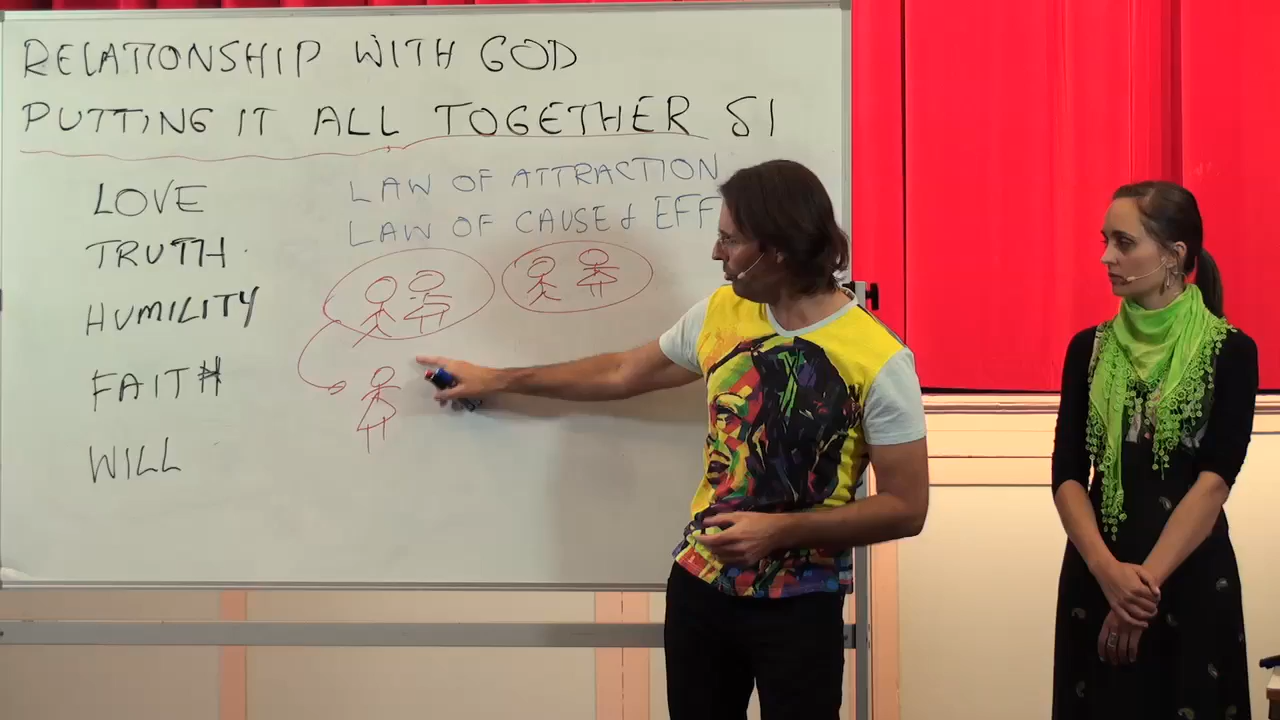 RELATIONSHIP WITH GOD
PUTTING IT ALL TOGETHER S1
LAW OF ATTRACTION
LAW OF CAUSE & EFF
LOVE
TRUTH
HUMILITY
FAITH
WILL